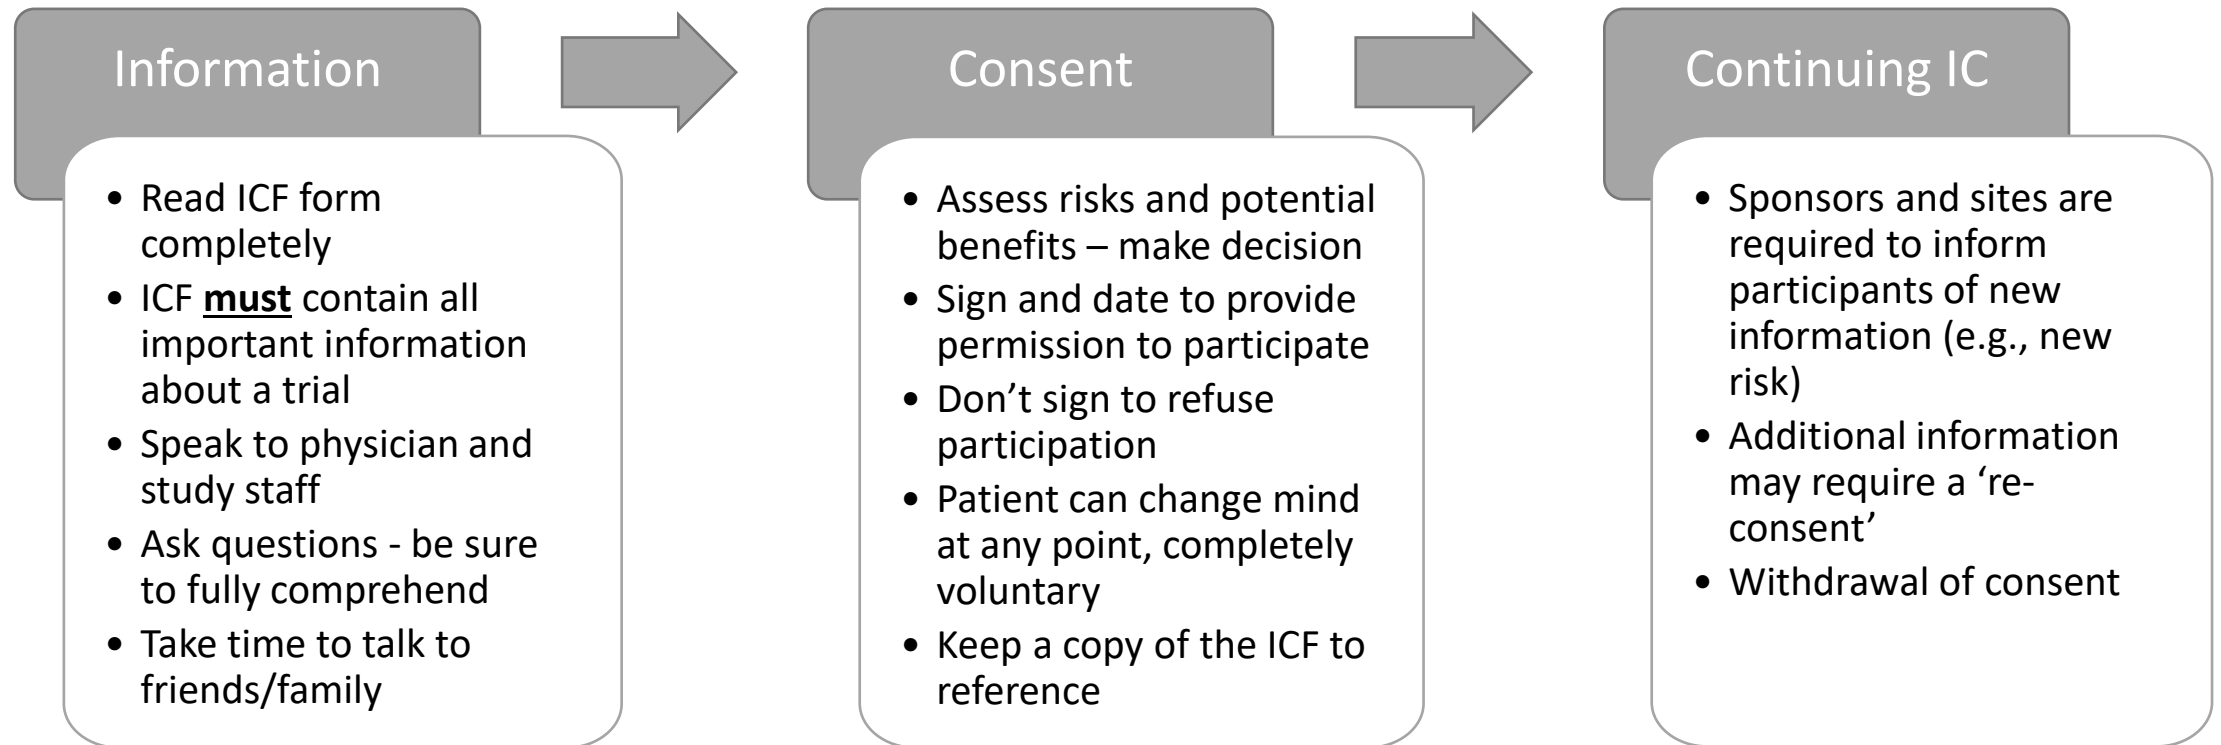 Information
• Read ICF form
completely
• ICF must contain all
important information
about a trial
• Speak to physician and
study staff
• Ask questions - be sure
to fully comprehend
• Take time to talk to
friends/family
Consent
• Assess risks and potential
benefits – make decision
• Sign and date to provide
permission to participate
• Don’t sign to refuse
participation
• Patient can change mind
at any point, completely
voluntary
• Keep a copy of the ICF to
reference
Continuing IC
• Sponsors and sites are
required to inform
participants of new
information (e.g., new
risk)
• Additional information
may require a ‘re-
consent’
• Withdrawal of consent